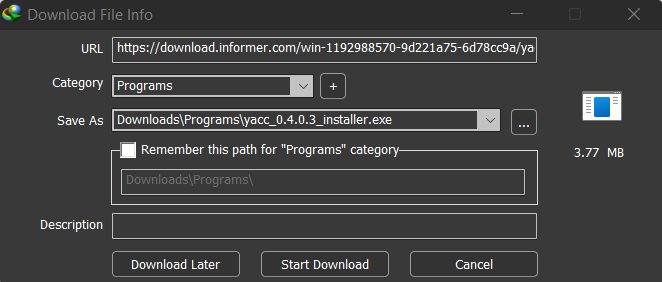 Download File Info
URL
https://download.informer.com/win-1192988570-9d221a75-6d78cc9a/ya
Category
Programs
+
Save As
Downloads\Programs\yacc_0.4.0.3_installer.exe
...
Remember this path for "Programs" category
Downloads\Programs\
3.77 MB
Description
Download Later
Start Download
Cancel